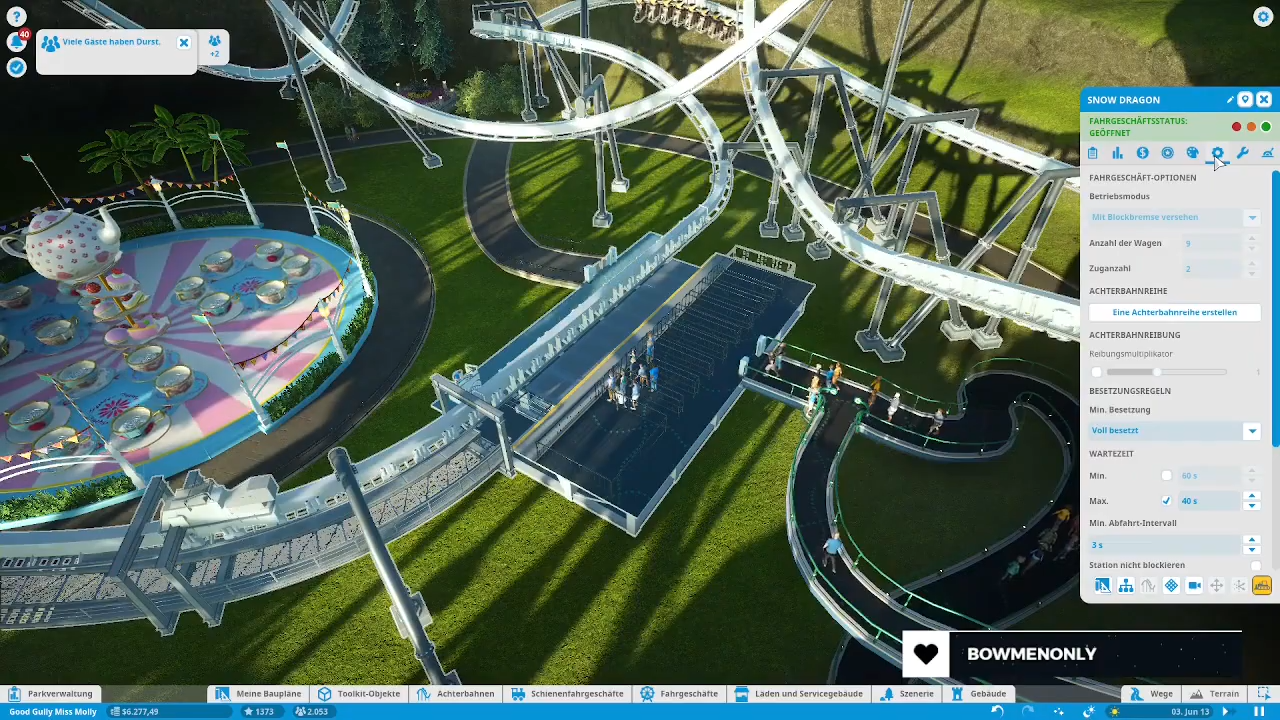 ?
40
Viele Gäste haben Durst.
+2
SNOW DRAGON
FAHRGESCHÄFTSSTATUS:
GEÖFFNET
FAHRGESCHÄFT-OPTIONEN
Betriebsmodus
Mit Blockbremse versehen
Anzahl der Wagen 9
Zuganzahl 2
ACHTERBAHNREIHE
Eine Achterbahnreihe erstellen
ACHTERBAHNREIBUNG
Reibungsmultiplikator
1
BESETZUNGSREGELN
Min. Besetzung
Voll besetzt
WARTEZEIT
Min. 60 s
Max. 40 s
Min. Abfahrt-Intervall
3 s
Station nicht blockieren
BOWMENONLY
Parkverwaltung Meine Baupläne Toolkit-Objekte Achterbahnen Schienenfahrgeschäfte Fahrgeschäfte Läden und Servicegebäude Szenerie Gebäude Wege Terrain
Good Gully Miss Molly $6.277,49 1373 2.053 03. Jun 13